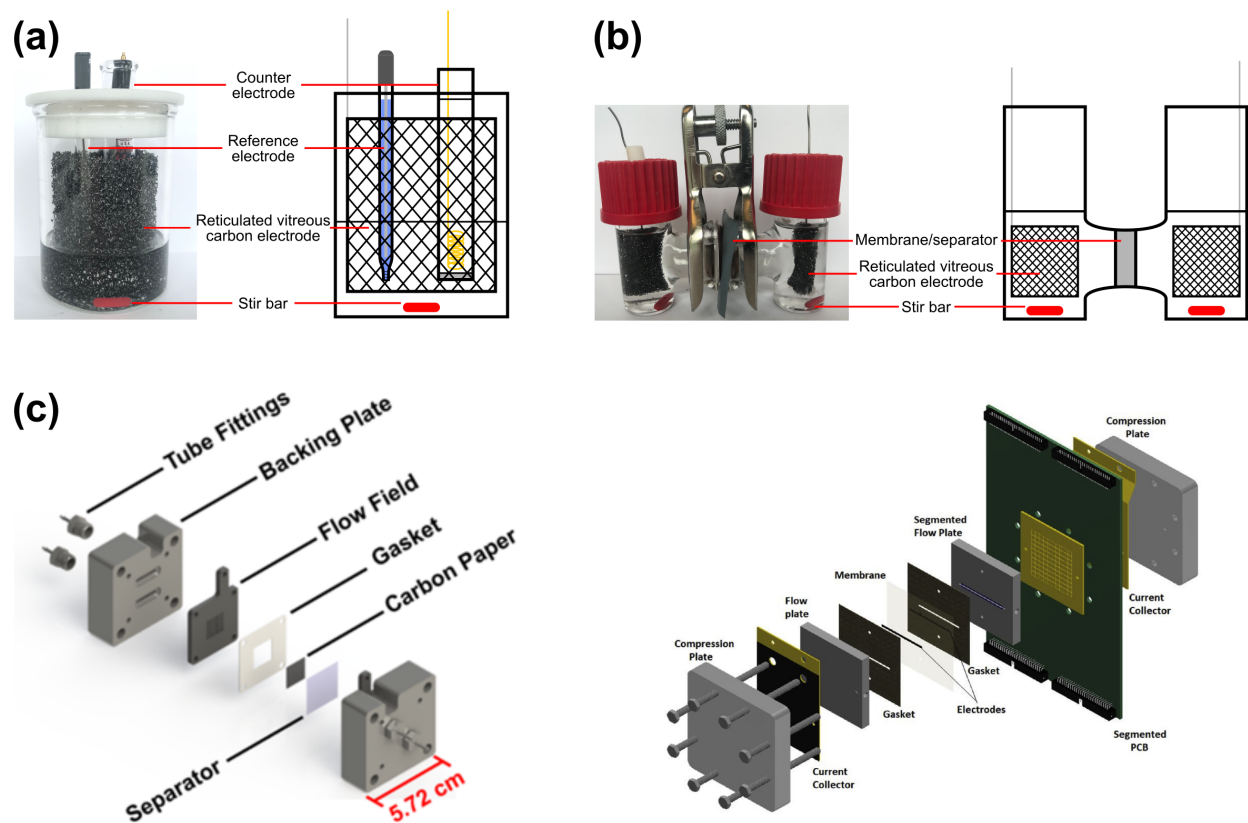 (a)
Counter
electrode
Reference
electrode
Reticulated vitreous
carbon electrode
Stir bar
(b)
Membrane/separator
Reticulated vitreous
carbon electrode
Stir bar
(c)
Tube Fittings
Backing Plate
Flow Field
Gasket
Carbon Paper
Separator
5.72 cm
Compression
Plate
Segmented
Flow Plate
Membrane
Flow
plate
Compression
Plate
Current
Collector
Gasket
Electrodes
Gasket
Segmented
PCB
Current
Collector